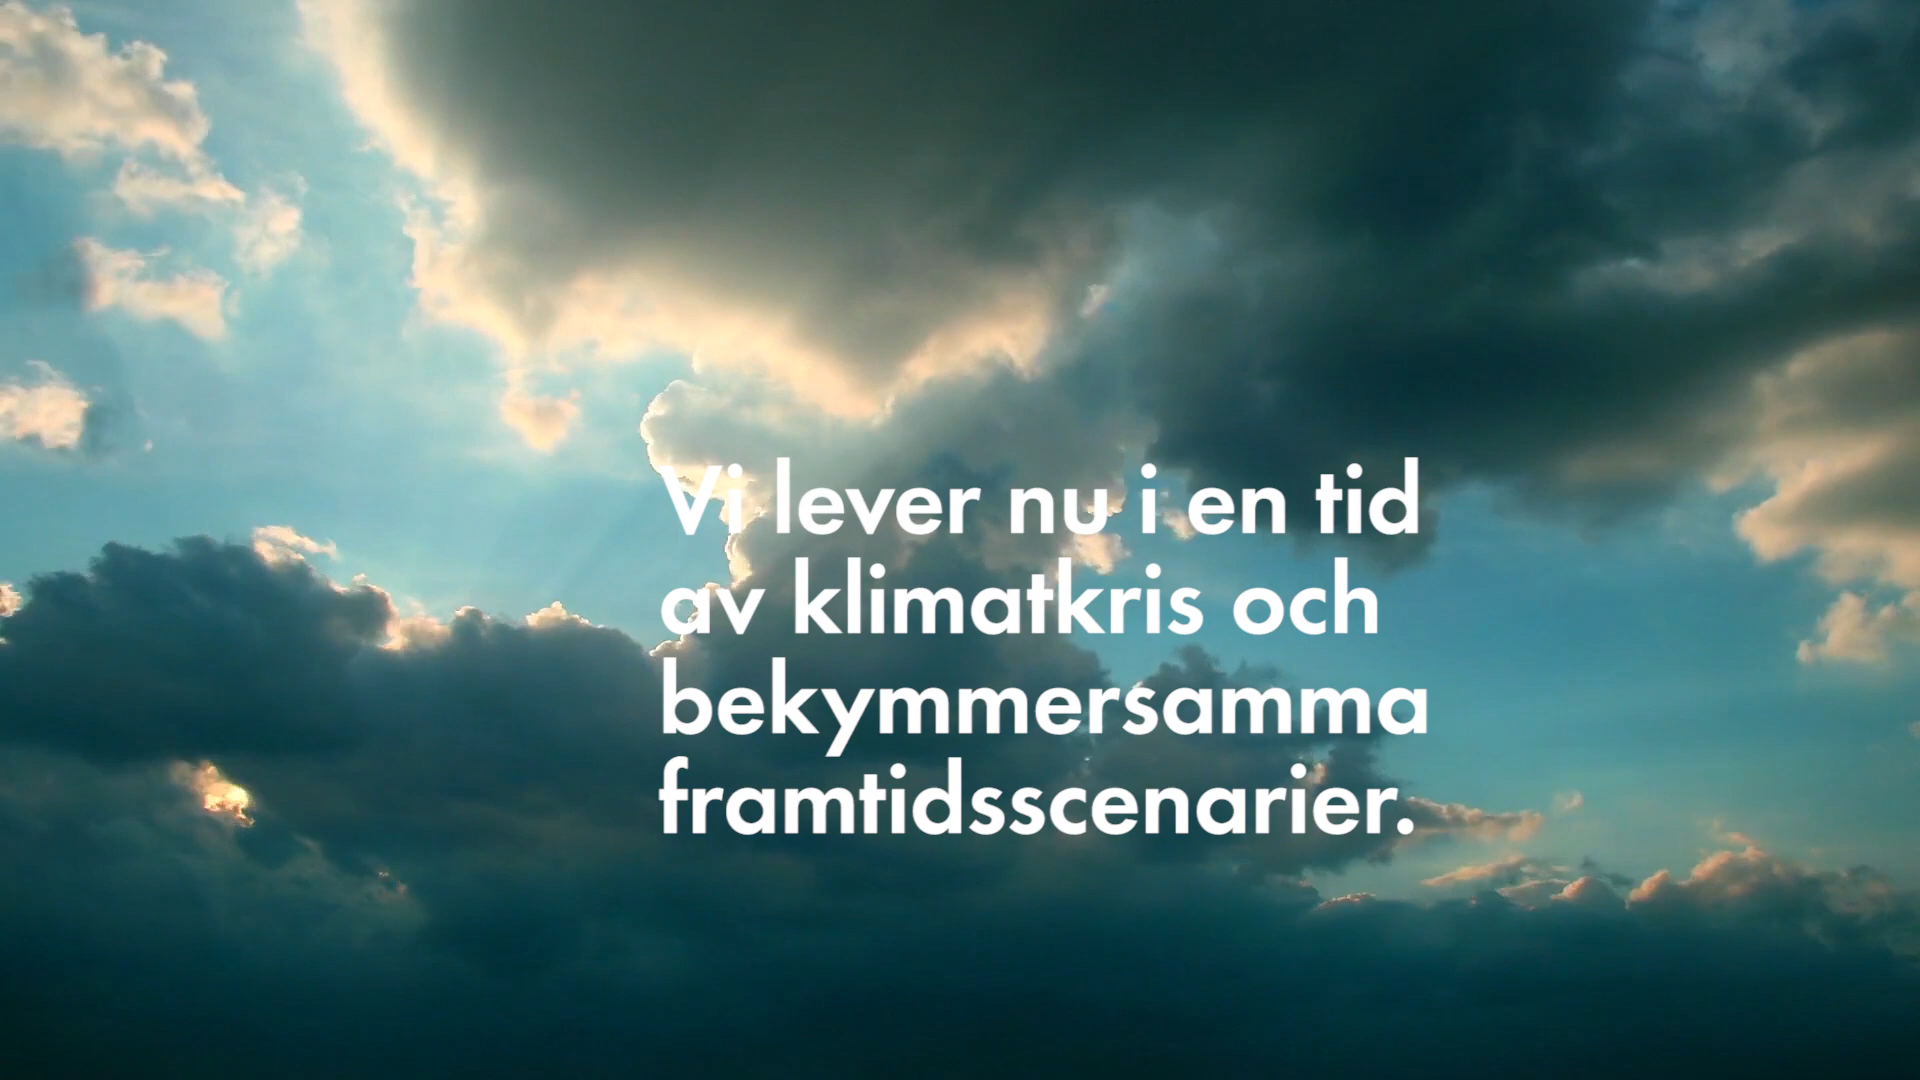 Vi lever nu i en tid
av klimatkris och
bekymmersamma
framtidsscenarier.